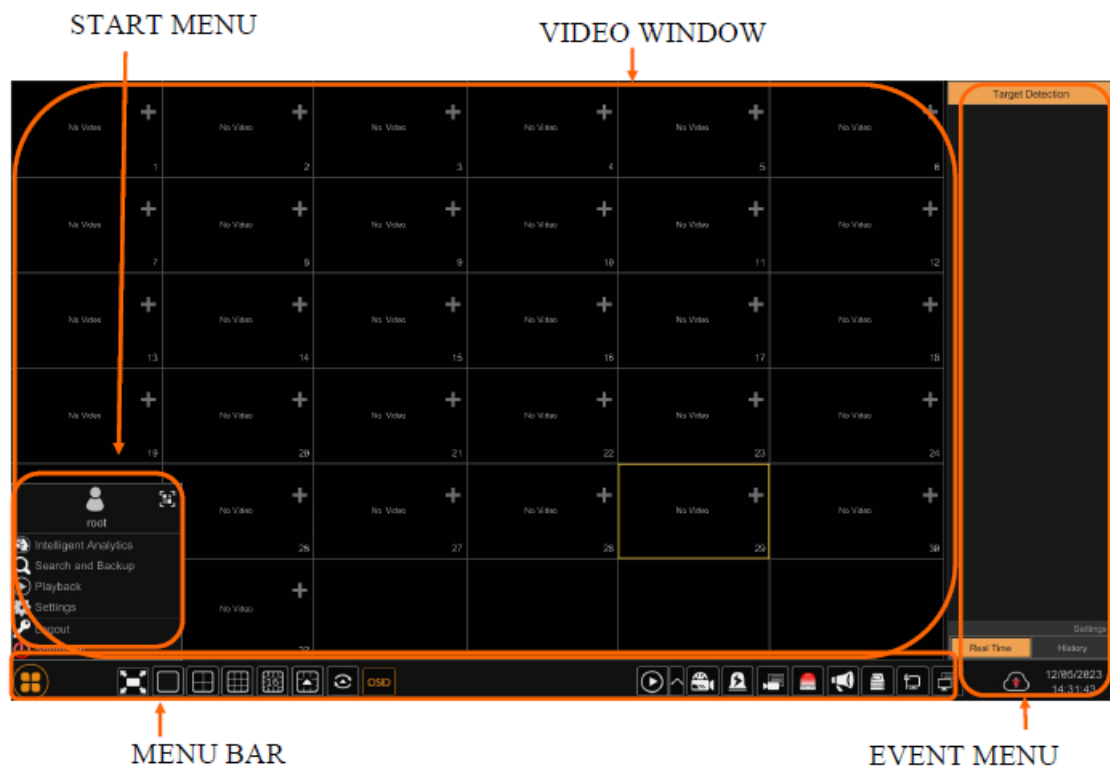 START MENU
VIDEO WINDOW
Target Detection
No Video 1 No Video 2 No Video 3 No Video 4 No Video 5 No Video 6
No Video 7 No Video 8 No Video 9 No Video 10 No Video 11 No Video 12
No Video 13 No Video 14 No Video 15 No Video 16 No Video 17 No Video 18
No Video 19 No Video 20 No Video 21 No Video 22 No Video 23 No Video 24
No Video 26 No Video 27 No Video 28 No Video 29 No Video 30
root
Intelligent Analytics
Search and Backup
Playback
Settings
Logout
No Video
Settings
Real Time History
16 OSD
12/05/2023
14:31:43
MENU BAR
EVENT MENU